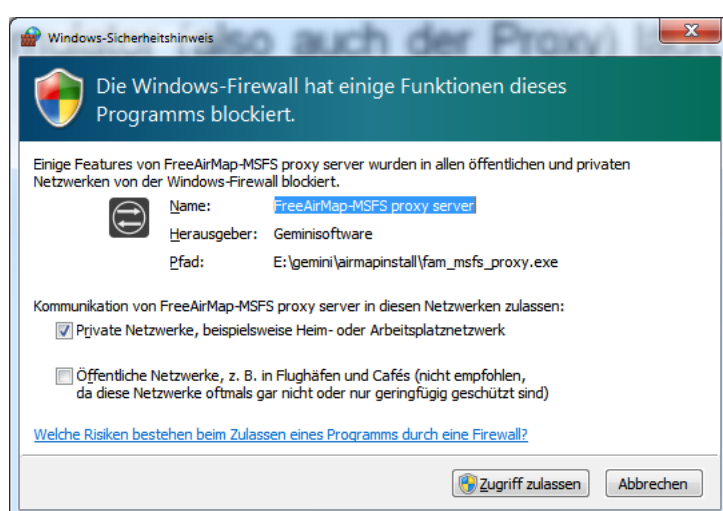 (also auch der Proxy)
Windows-Sicherheitshinweis
Die Windows-Firewall hat einige Funktionen dieses
Programms blockiert.
Einige Features von FreeAirMap-MSFS proxy server wurden in allen öffentlichen und privaten
Netzwerken von der Windows-Firewall blockiert.
Name: FreeAirMap-MSFS proxy server
Herausgeber: Geminisoftware
Pfad: E:\gemini\airmapinstall\fam_msfs_proxy.exe
Kommunikation von FreeAirMap-MSFS proxy server in diesen Netzwerken zulassen:
Private Netzwerke, beispielsweise Heim- oder Arbeitsplatznetzwerk
Öffentliche Netzwerke, z. B. in Flughäfen und Cafés (nicht empfohlen,
da diese Netzwerke oftmals gar nicht oder nur geringfügig geschützt sind)
Welche Risiken bestehen beim Zulassen eines Programms durch eine Firewall?
Zugriff zulassen Abbrechen